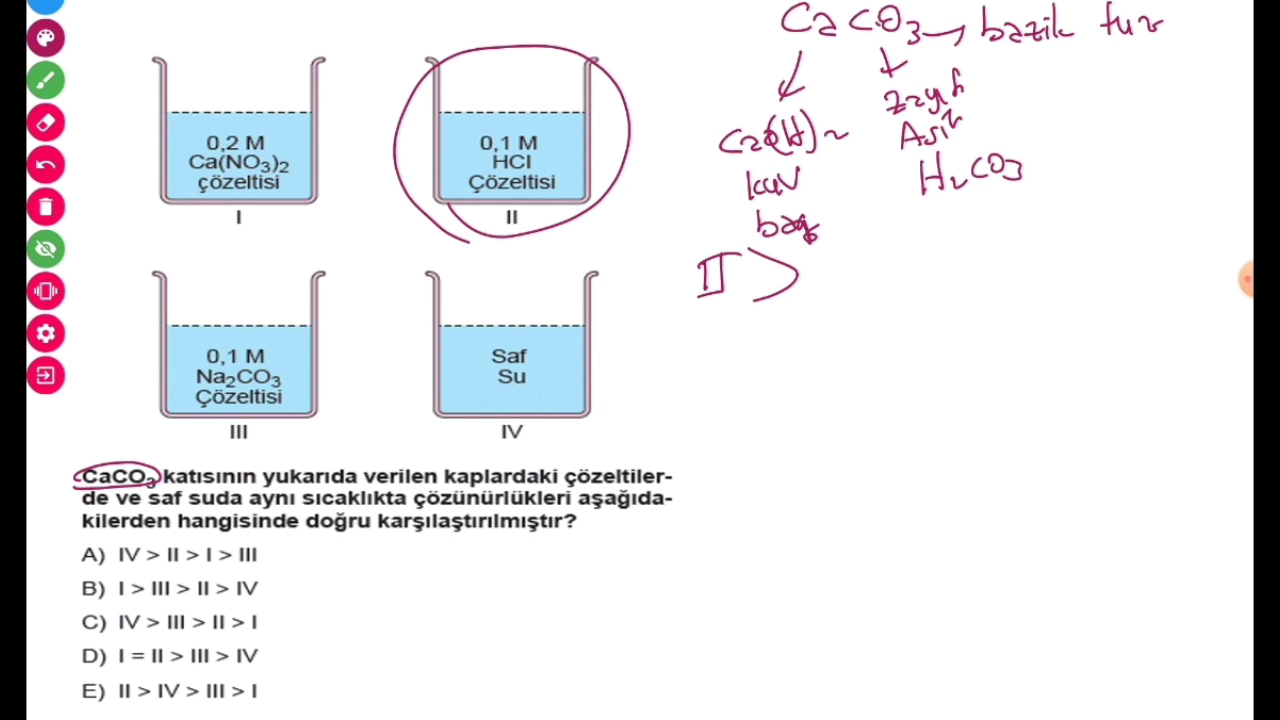 0,2 M
Ca(NO₃)₂
çözeltisi
I
0,1 M
HCI
Çözeltisi
II
0,1 M
Na₂CO₃
Çözeltisi
III
Saf
Su
IV
CaCO₃ katısının yukarıda verilen kaplardaki çözeltiler-
de ve saf suda aynı sıcaklıkta çözünürlükleri aşağıda-
kilerden hangisinde doğru karşılaştırılmıştır?
A) IV > II > I > III
B) I > III > II > IV
C) IV > III > II > I
D) I = II > III > IV
E) II > IV > III > I
CaCO₃ → bazik tuz
Ca(OH)₂
kuv
baz
zayıf
Asit
H₂CO₃
II >